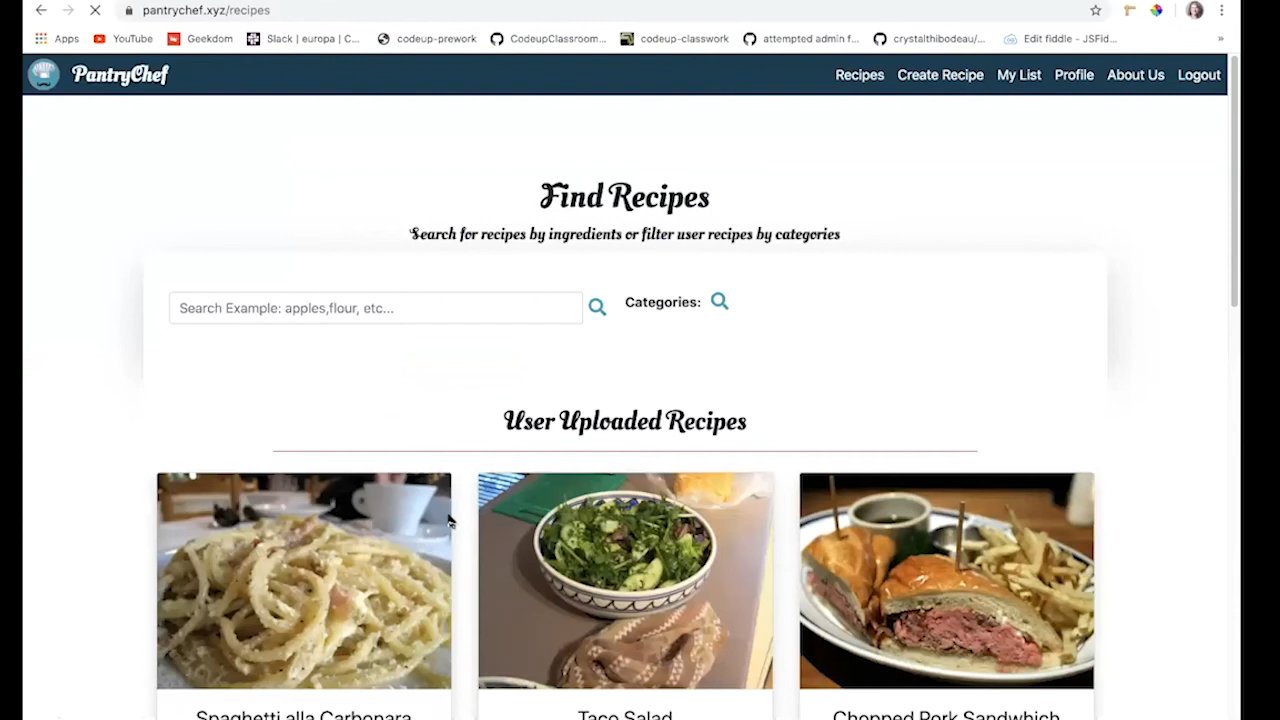 pantrychef.xyz/recipes
Apps YouTube Geekdom Slack | europa | C... codeup-prework CodeupClassroom... codeup-classwork attempted admin f... crystalthibodeau/... Edit fiddle - JSFid... »
PantryChef Recipes Create Recipe My List Profile About Us Logout
Find Recipes
Search for recipes by ingredients or filter user recipes by categories
Search Example: apples,flour, etc... Categories:
User Uploaded Recipes
Spaghetti alla Carbonara Taco Salad Chopped Pork Sandwhich